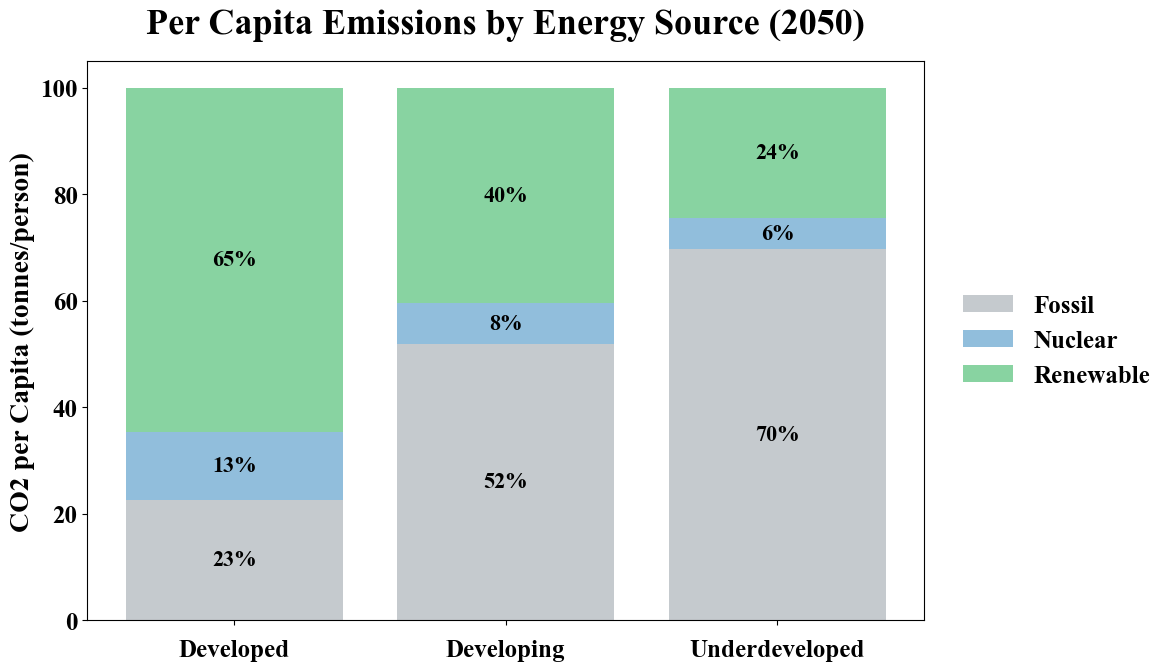 Per Capita Emissions by Energy Source (2050)
CO2 per Capita (tonnes/person)
100
80
60
40
20
0
65%
13%
23%
40%
8%
52%
24%
6%
70%
Developed
Developing
Underdeveloped
Fossil
Nuclear
Renewable